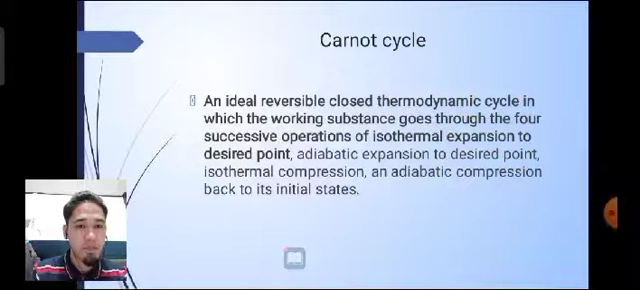 Carnot cycle
An ideal reversible closed thermodynamic cycle in
which the working substance goes through the four
successive operations of isothermal expansion to
desired point, adiabatic expansion to desired point,
isothermal compression, an adiabatic compression
back to its initial states.